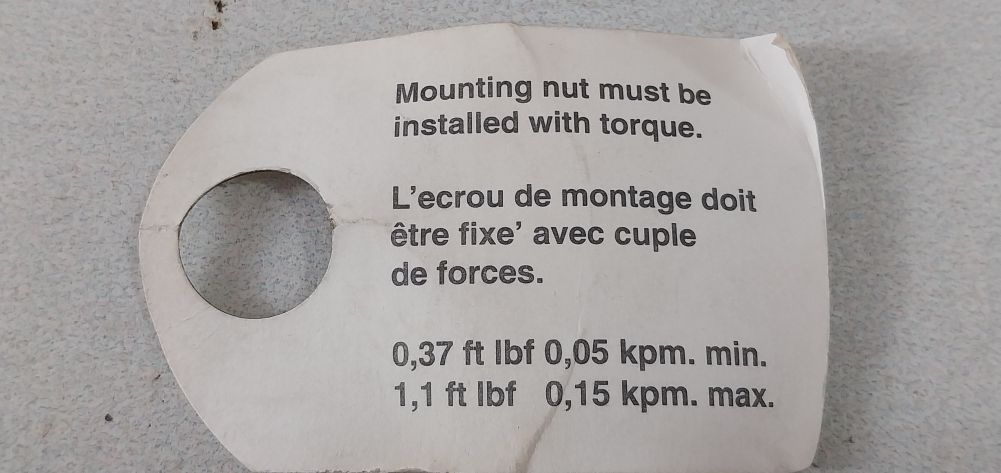 Mounting nut must be
installed with torque.
L'ecrou de montage doit
être fixe' avec cuple
de forces.
0,37 ft lbf 0,05 kpm. min.
1,1 ft lbf 0,15 kpm. max.